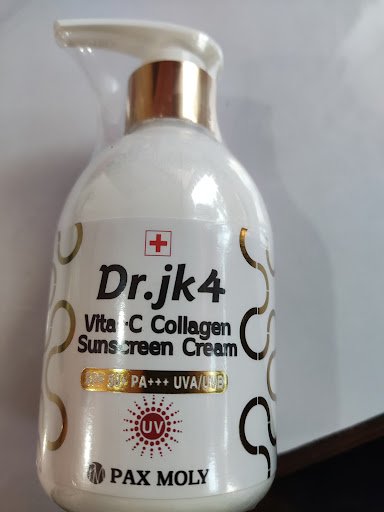 Dr.jk4
Vita-C Collagen
Sunscreen Cream
PA+++ UVA/UVB
UV
PAX MOLY